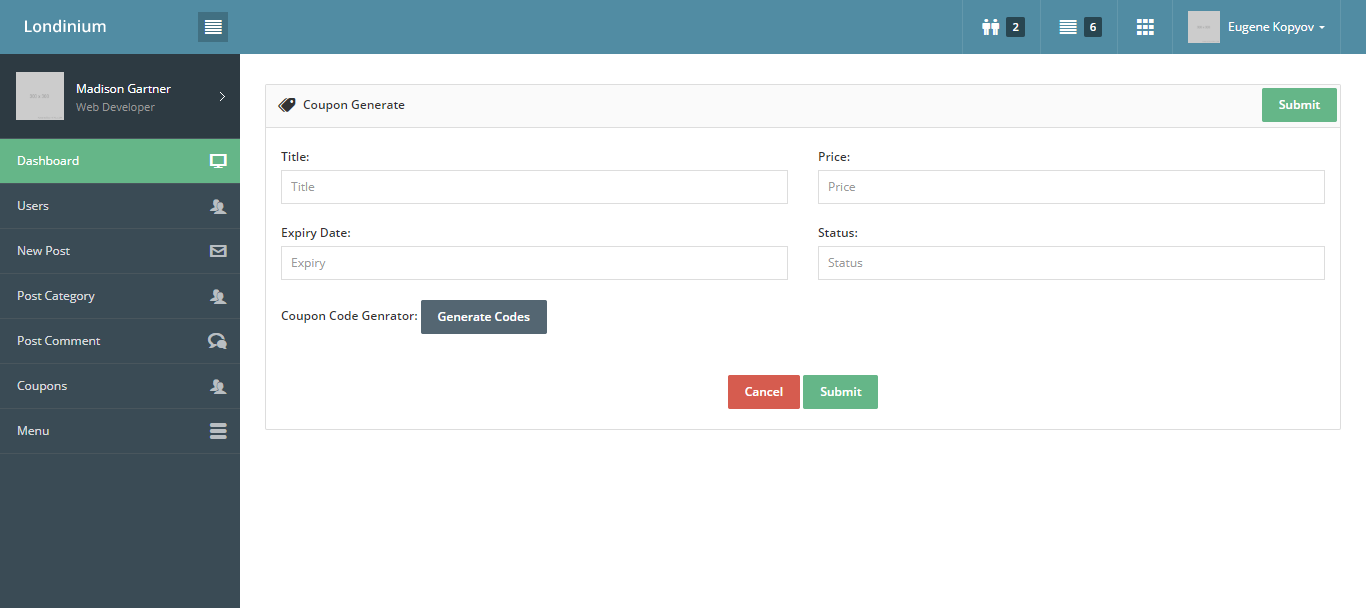 Londinium
2
6
Eugene Kopyov
Madison Gartner
Web Developer
Dashboard
Users
New Post
Post Category
Post Comment
Coupons
Menu
Coupon Generate
Submit
Title:
Price:
Title
Price
Expiry Date:
Status:
Expiry
Status
Coupon Code Genrator:
Generate Codes
Cancel
Submit